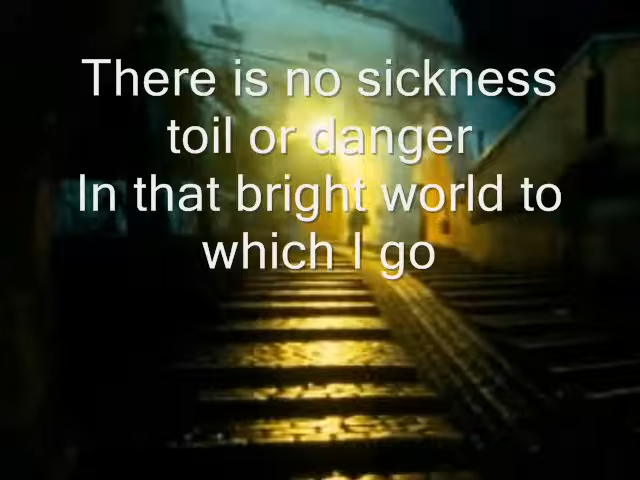 There is no sickness
toil or danger
In that bright world to
which I go